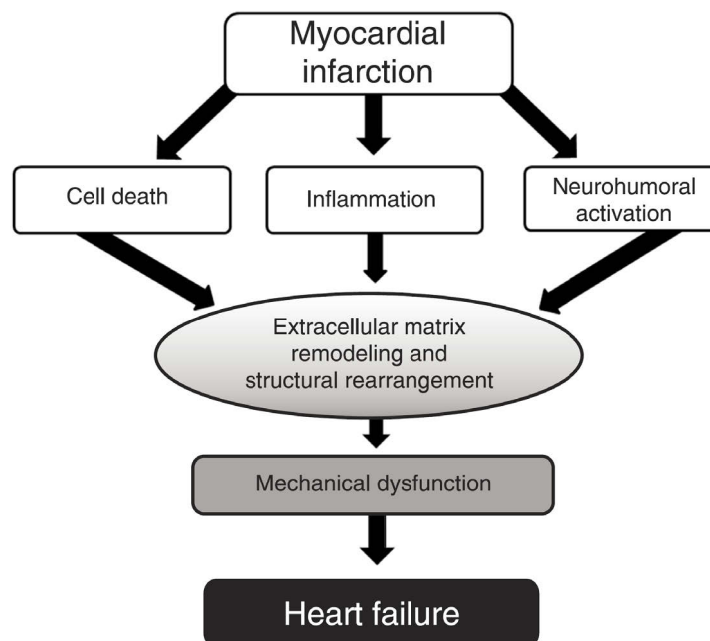 Myocardial
infarction
Cell death
Inflammation
Neurohumoral
activation
Extracellular matrix
remodeling and
structural rearrangement
Mechanical dysfunction
Heart failure